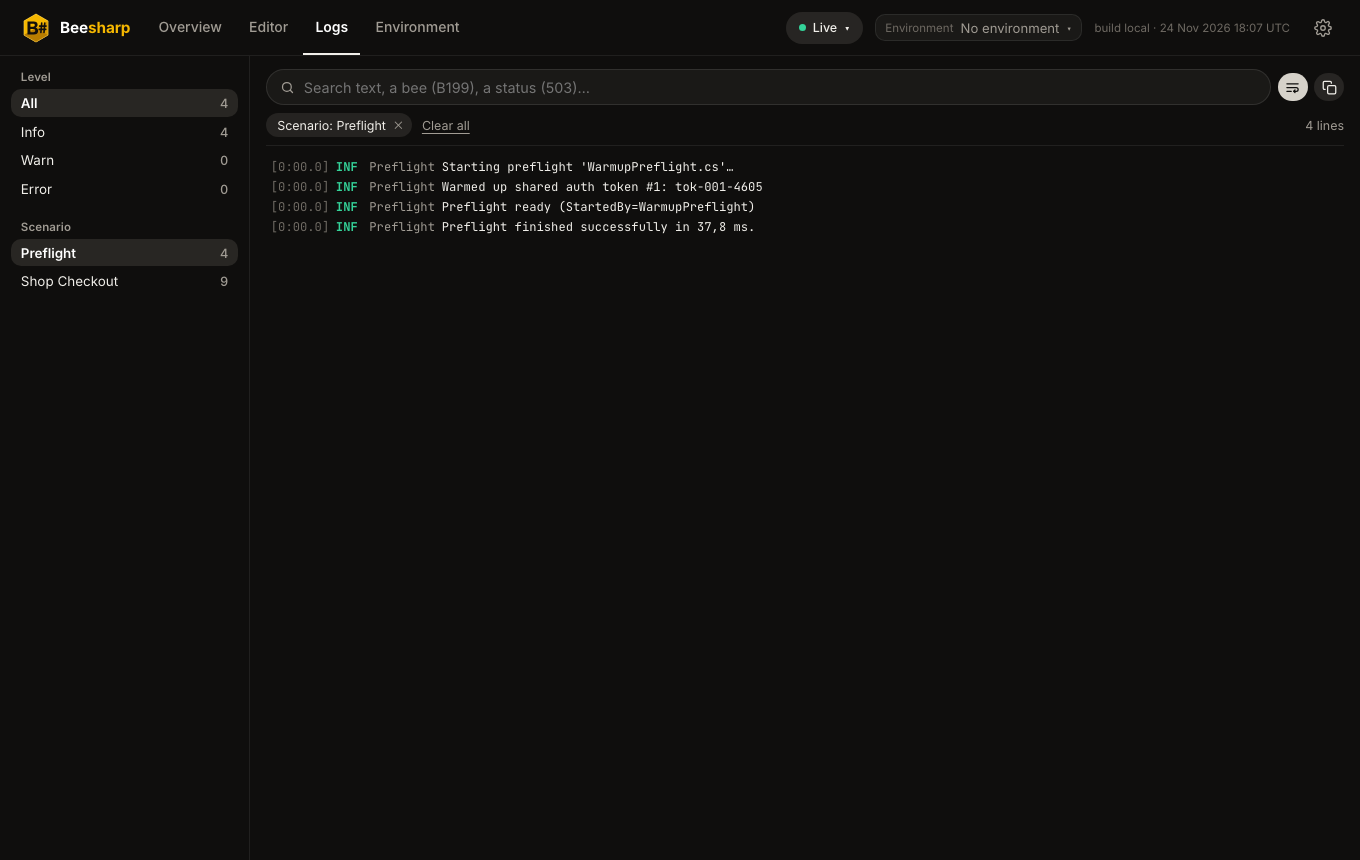 B# Beesharp Overview Editor Logs Environment Live Environment No environment build local · 24 Nov 2026 18:07 UTC
Level
All 4
Info 4
Warn 0
Error 0
Scenario
Preflight 4
Shop Checkout 9
Search text, a bee (B199), a status (503)...
Scenario: Preflight × Clear all 4 lines
[0:00.0] INF Preflight Starting preflight 'WarmupPreflight.cs'…
[0:00.0] INF Preflight Warmed up shared auth token #1: tok-001-4605
[0:00.0] INF Preflight Preflight ready (StartedBy=WarmupPreflight)
[0:00.0] INF Preflight Preflight finished successfully in 37,8 ms.